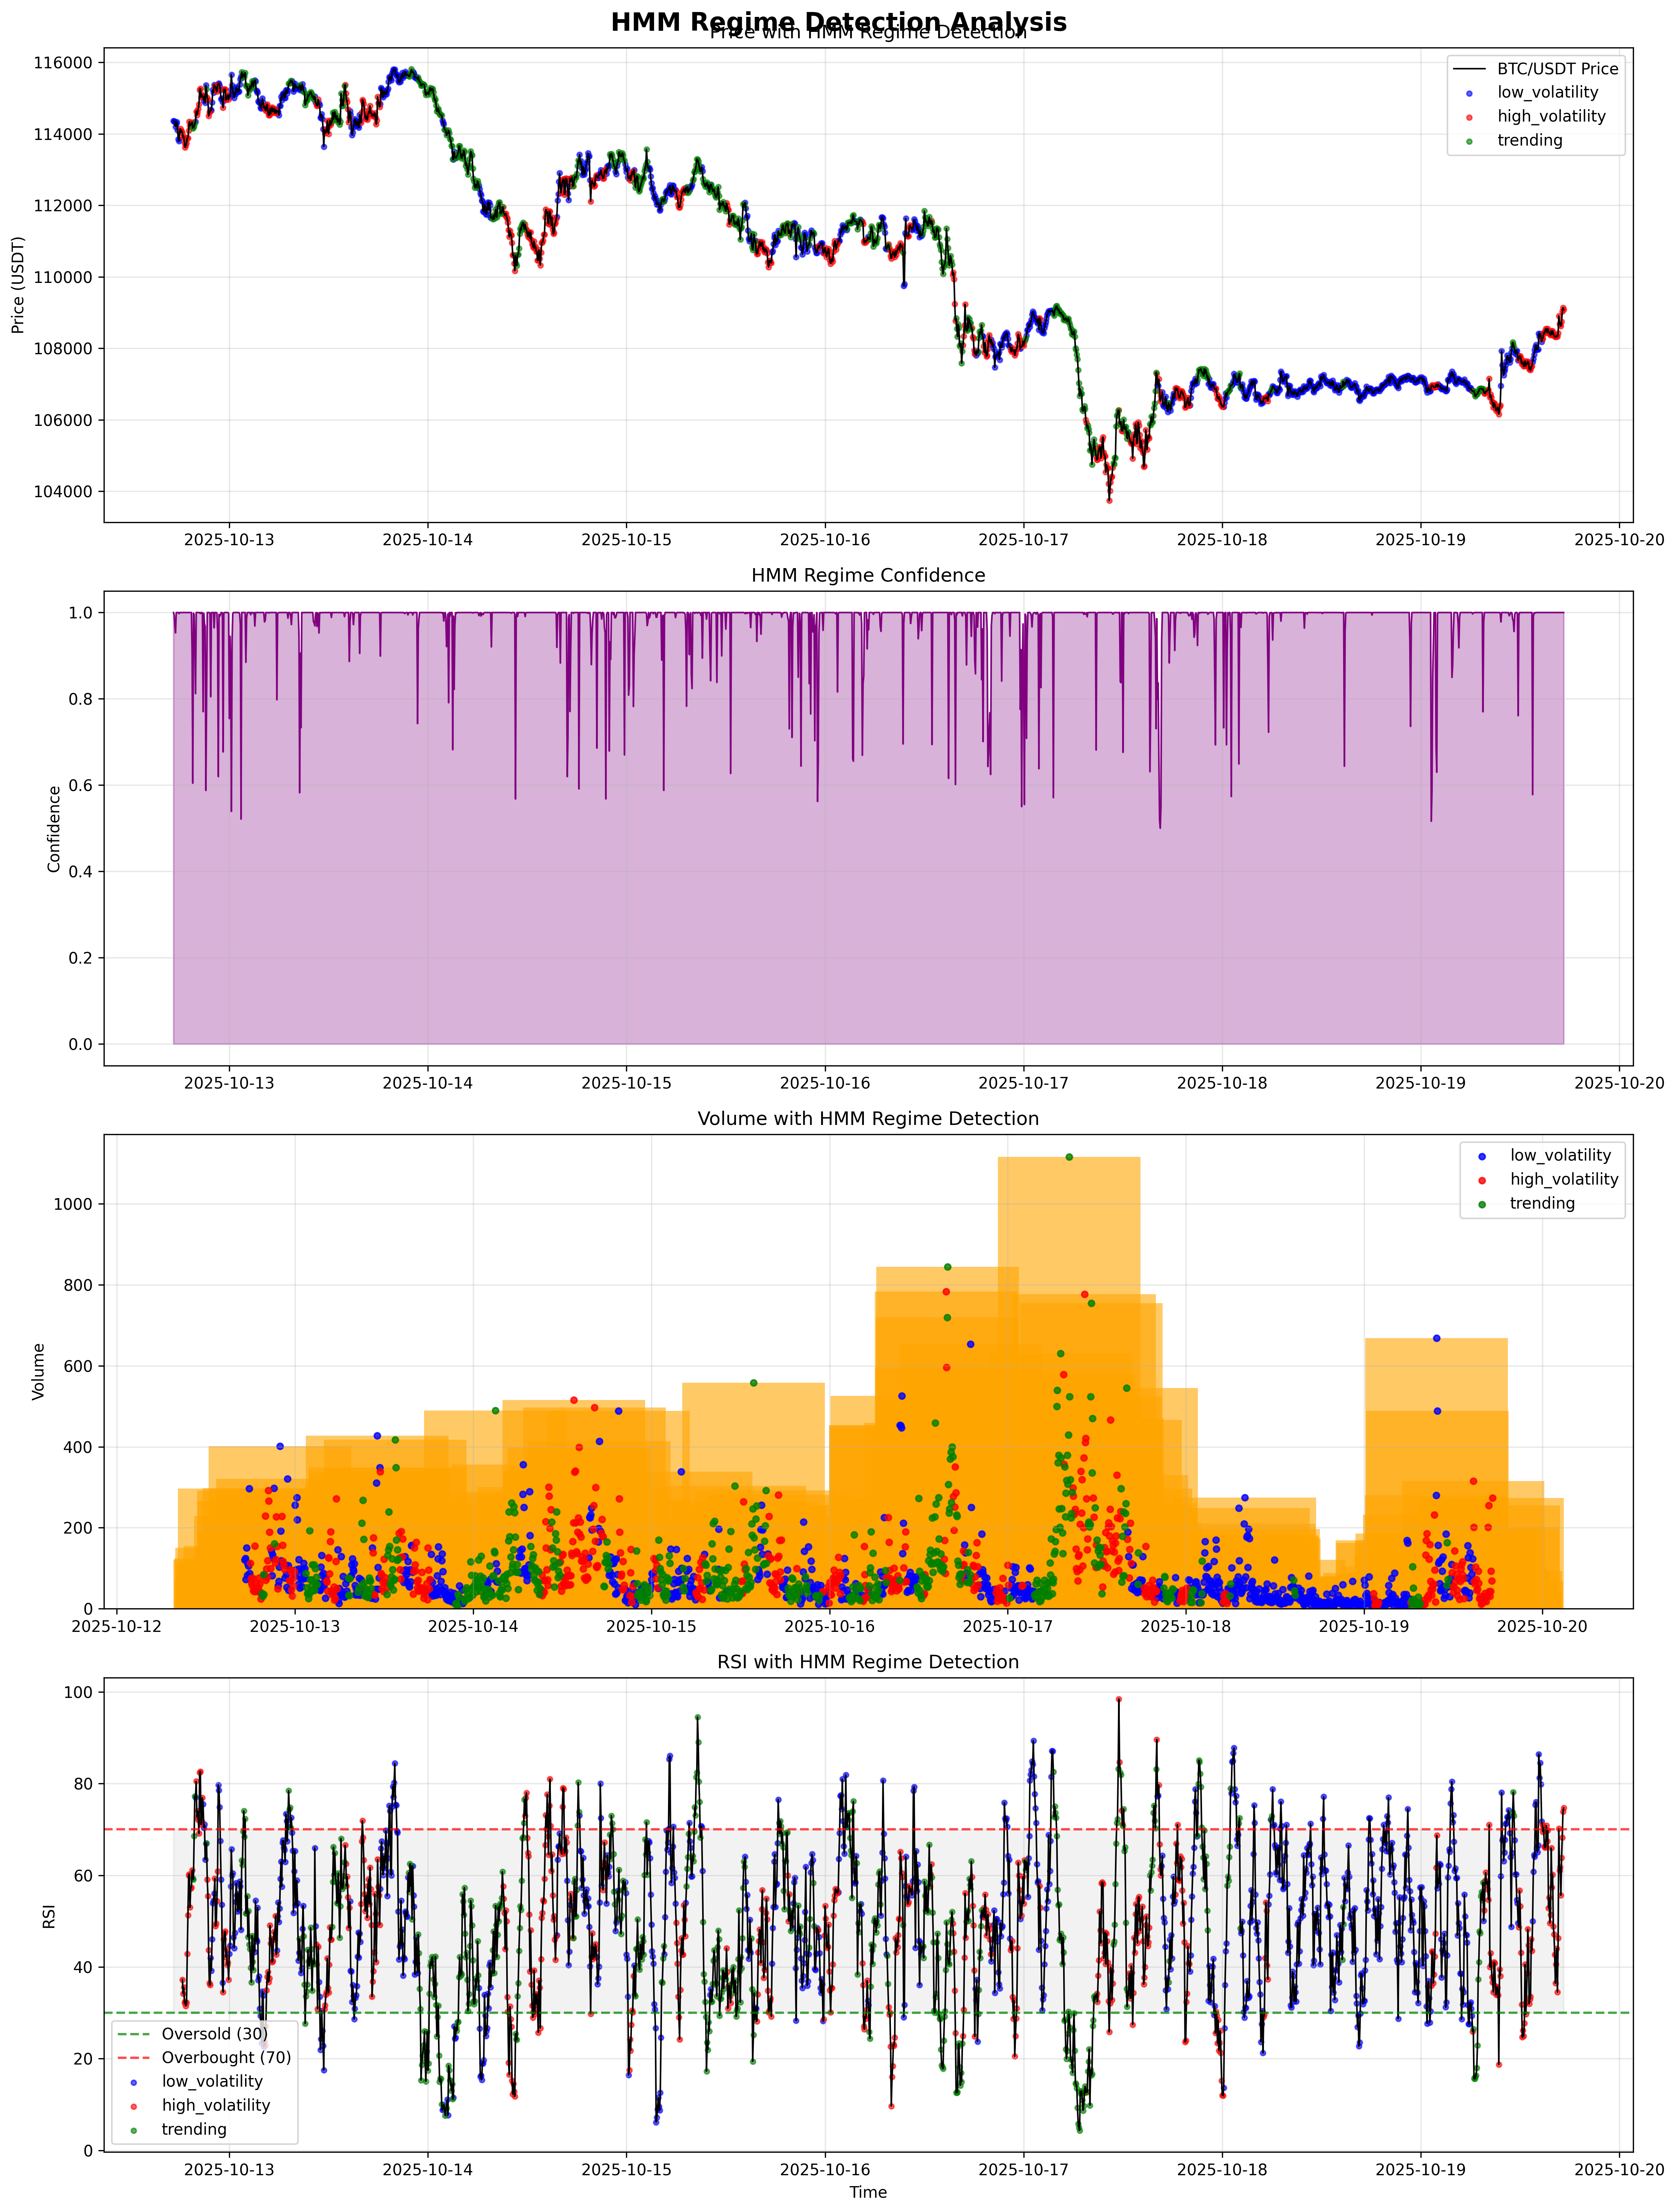 HMM Regime Detection Analysis
Price with HMM Regime Detection
116000
114000
112000
110000
108000
106000
104000
Price (USDT)
BTC/USDT Price
low_volatility
high_volatility
trending
2025-10-13 2025-10-14 2025-10-15 2025-10-16 2025-10-17 2025-10-18 2025-10-19 2025-10-20
HMM Regime Confidence
1.0
0.8
0.6
0.4
0.2
0.0
Confidence
2025-10-13 2025-10-14 2025-10-15 2025-10-16 2025-10-17 2025-10-18 2025-10-19 2025-10-20
Volume with HMM Regime Detection
1000
800
600
400
200
0
Volume
low_volatility
high_volatility
trending
2025-10-12 2025-10-13 2025-10-14 2025-10-15 2025-10-16 2025-10-17 2025-10-18 2025-10-19 2025-10-20
RSI with HMM Regime Detection
100
80
60
40
20
0
RSI
Oversold (30)
Overbought (70)
low_volatility
high_volatility
trending
2025-10-13 2025-10-14 2025-10-15 2025-10-16 2025-10-17 2025-10-18 2025-10-19 2025-10-20
Time